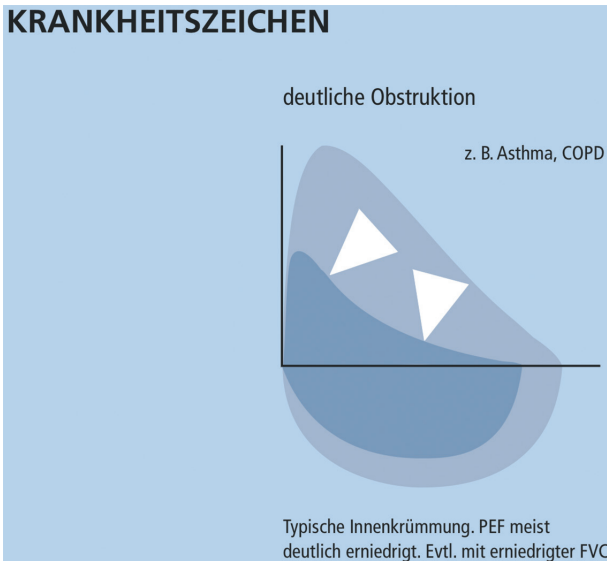 KRANKHEITSZEICHEN
deutliche Obstruktion
z. B. Asthma, COPD
Typische Innenkrümmung. PEF meist
deutlich erniedrigt. Evtl. mit erniedrigter FVC